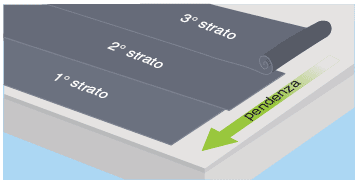 3° strato
2° strato
1° strato
pendenza